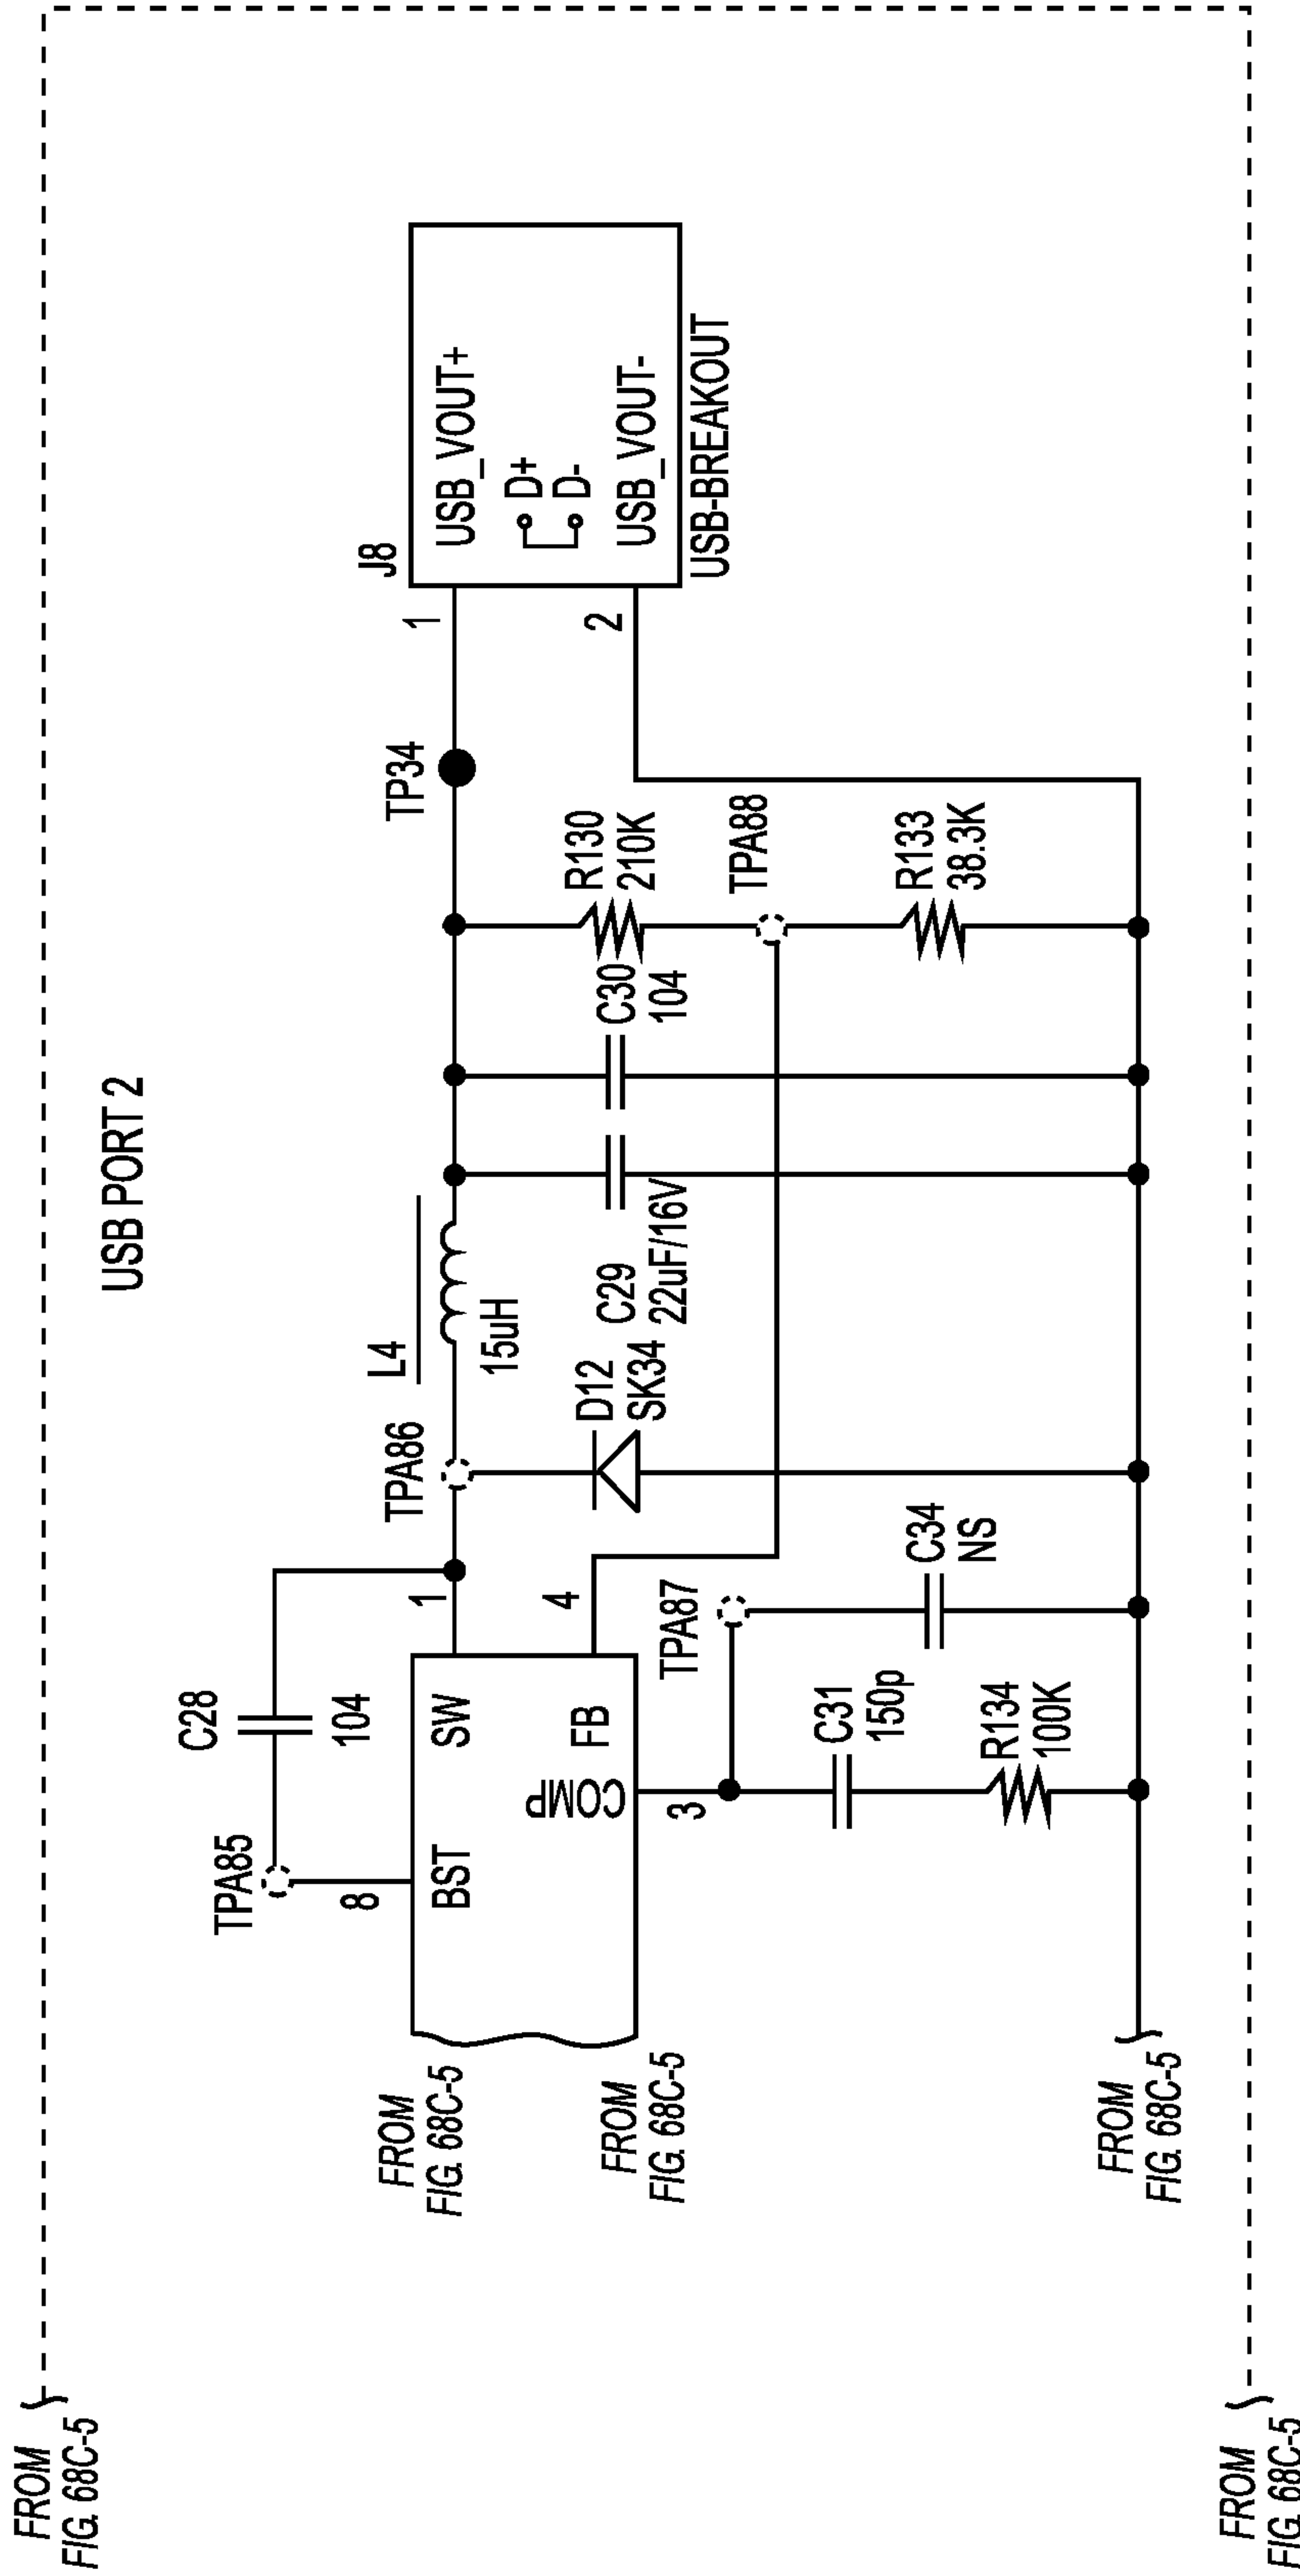 USB PORT 2
FROM
FIG. 68C-5
FROM
FIG. 68C-5
FROM
FIG. 68C-5
FROM
FIG. 68C-5
FROM
FIG. 68C-5
TPA85
8
C28
104
BST
SW
COMP
FB
1
4
3
TPA86
L4
15uH
D12
SK34
TPA87
C31
150p
R134
100K
C34
NS
C29
22uF/16V
C30
104
R130
210K
TPA88
R133
38.3K
TP34
1
2
J8
USB_VOUT+
D+
D-
USB_VOUT-
USB-BREAKOUT